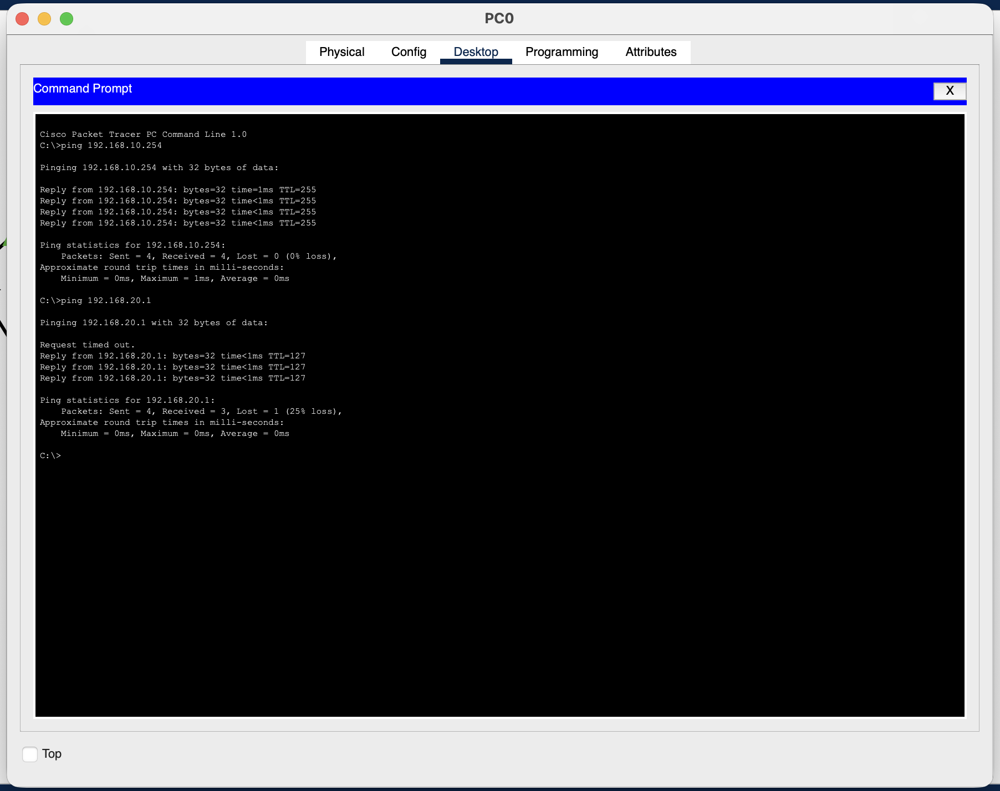 PC0
Physical Config Desktop Programming Attributes
Command Prompt X
Cisco Packet Tracer PC Command Line 1.0
C:\>ping 192.168.10.254
Pinging 192.168.10.254 with 32 bytes of data:
Reply from 192.168.10.254: bytes=32 time=1ms TTL=255
Reply from 192.168.10.254: bytes=32 time<1ms TTL=255
Reply from 192.168.10.254: bytes=32 time<1ms TTL=255
Reply from 192.168.10.254: bytes=32 time<1ms TTL=255
Ping statistics for 192.168.10.254:
Packets: Sent = 4, Received = 4, Lost = 0 (0% loss),
Approximate round trip times in milli-seconds:
Minimum = 0ms, Maximum = 1ms, Average = 0ms
C:\>ping 192.168.20.1
Pinging 192.168.20.1 with 32 bytes of data:
Request timed out.
Reply from 192.168.20.1: bytes=32 time<1ms TTL=127
Reply from 192.168.20.1: bytes=32 time<1ms TTL=127
Reply from 192.168.20.1: bytes=32 time<1ms TTL=127
Ping statistics for 192.168.20.1:
Packets: Sent = 4, Received = 3, Lost = 1 (25% loss),
Approximate round trip times in milli-seconds:
Minimum = 0ms, Maximum = 0ms, Average = 0ms
C:\>
Top